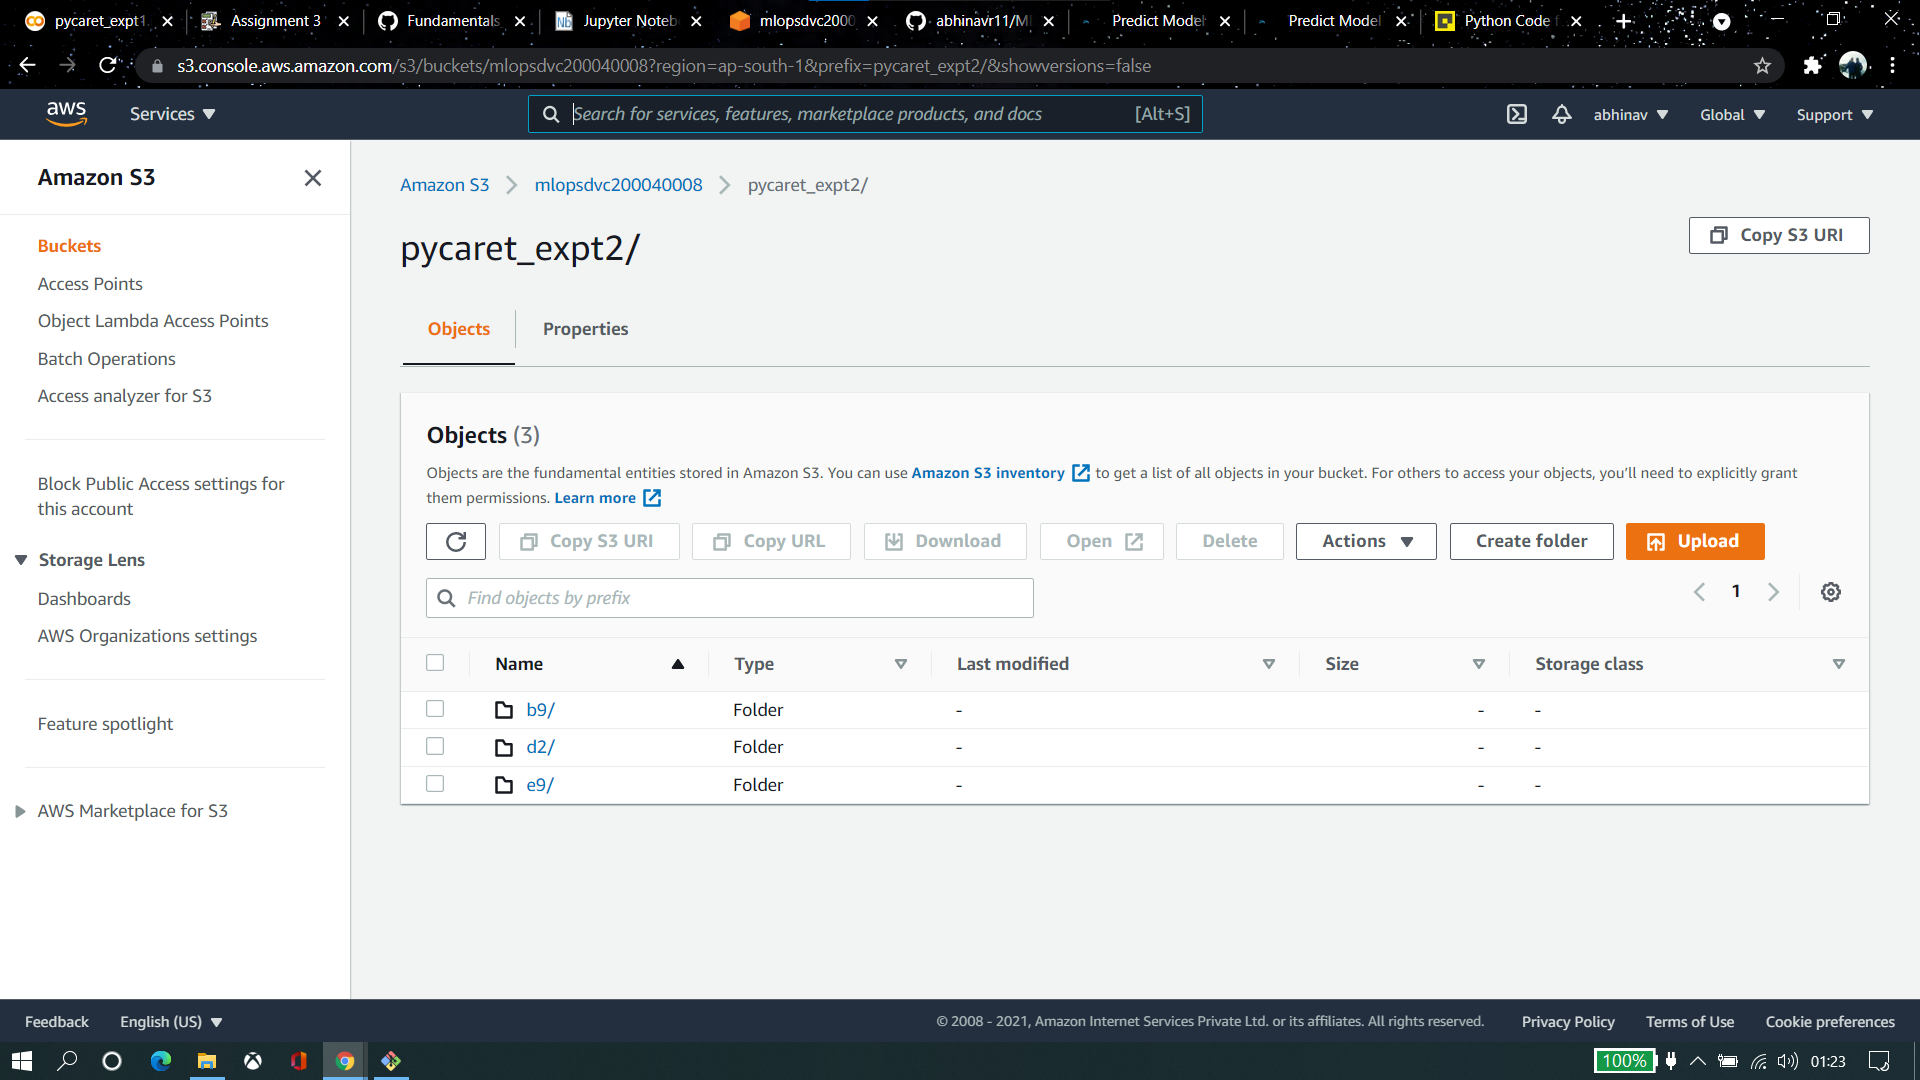 pycaret_expt1.
Assignment 3
Fundamentals
Jupyter Noteb
mlopsdvc2000
abhinavr11/Ml
Predict Model
Predict Model
Python Code f
s3.console.aws.amazon.com/s3/buckets/mlopsdvc200040008?region=ap-south-1&prefix=pycaret_expt2/&showversions=false
aws
Services
Search for services, features, marketplace products, and docs
[Alt+S]
abhinav
Global
Support
Amazon S3
Buckets
Access Points
Object Lambda Access Points
Batch Operations
Access analyzer for S3
Block Public Access settings for
this account
Storage Lens
Dashboards
AWS Organizations settings
Feature spotlight
AWS Marketplace for S3
Amazon S3
mlopsdvc200040008
pycaret_expt2/
pycaret_expt2/
Copy S3 URI
Objects
Properties
Objects (3)
Objects are the fundamental entities stored in Amazon S3. You can use Amazon S3 inventory to get a list of all objects in your bucket. For others to access your objects, you'll need to explicitly grant
them permissions. Learn more
Copy S3 URI
Copy URL
Download
Open
Delete
Actions
Create folder
Upload
Find objects by prefix
1
Name
Type
Last modified
Size
Storage class
b9/ Folder - - -
d2/ Folder - - -
e9/ Folder - - -
Feedback
English (US)
© 2008 - 2021, Amazon Internet Services Private Ltd. or its affiliates. All rights reserved.
Privacy Policy
Terms of Use
Cookie preferences
100%
01:23